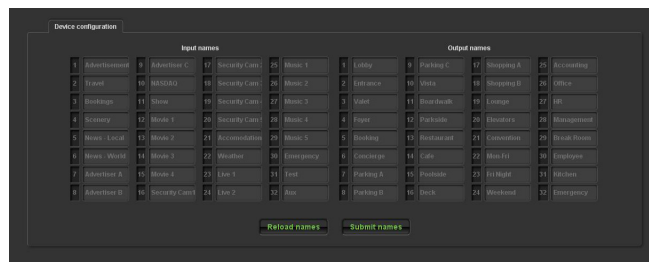 Device configuration
Input names
Output names
1 Advertisement 9 Advertiser C 17 Security Cam 25 Music 1 1 Lobby 9 Parking C 17 Shopping A 25 Accounting
2 Travel 10 NASDAQ 18 Security Cam 26 Music 2 2 Entrance 10 Vista 18 Shopping B 26 Office
3 Bookings 11 Show 19 Security Cam 27 Music 3 3 Valet 11 Boardwalk 19 Lounge 27 HR
4 Scenery 12 Movie 1 20 Security Cam 28 Music 4 4 Foyer 12 Parkside 20 Elevators 28 Management
5 News - Local 13 Movie 2 21 Accomodation 29 Music 5 5 Booking 13 Restaurant 21 Convention 29 Break Room
6 News - World 14 Movie 3 22 Weather 30 Emergency 6 Concierge 14 Cafe 22 Mon-Fri 30 Employee
7 Advertiser A 15 Movie 4 23 Live 1 31 Test 7 Parking A 15 Poolside 23 Fri Night 31 Kitchen
8 Advertiser B 16 Security Cam 24 Live 2 32 Aux 8 Parking B 16 Deck 24 Weekend 32 Emergency
Reload names
Submit names